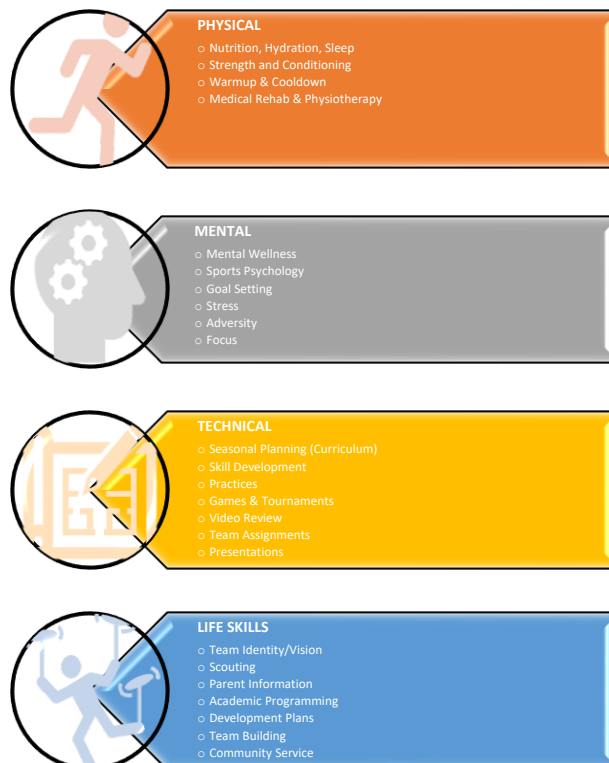 PHYSICAL
o Nutrition, Hydration, Sleep
o Strength and Conditioning
o Warmup & Cooldown
o Medical Rehab & Physiotherapy
MENTAL
o Mental Wellness
o Sports Psychology
o Goal Setting
o Stress
o Adversity
o Focus
TECHNICAL
o Seasonal Planning (Curriculum)
o Skill Development
o Practices
o Games & Tournaments
o Video Review
o Team Assignments
o Presentations
LIFE SKILLS
o Team Identity/Vision
o Scouting
o Parent Information
o Academic Programming
o Development Plans
o Team Building
o Community Service